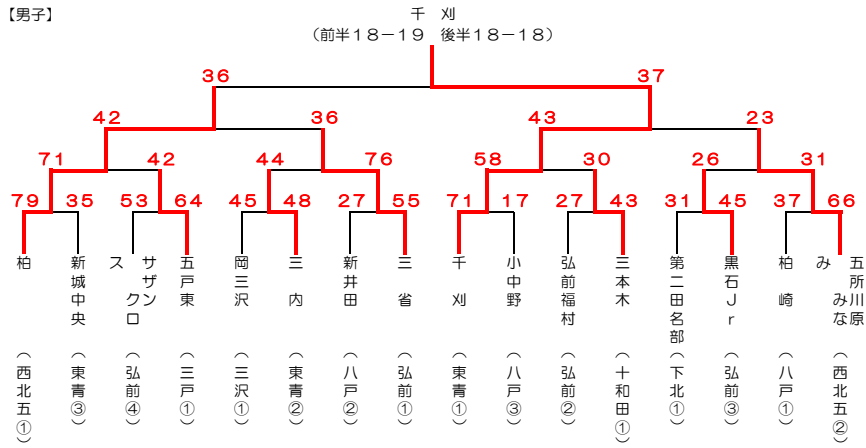 【男子】
千　刈
（前半１８－１９　後半１８－１８）
36　37
42　36　43　23
71　42　44　76　58　30　26　31
79　35　53　64　45　48　27　55　71　17　27　43　31　45　37　66
柏
（西北五①）
新城中央
（東青③）
サザン
クロ
ス
（弘前④）
五戸東
（三戸①）
岡三沢
（三沢①）
三　内
（東青②）
新井田
（八戸②）
三　省
（弘前①）
千　刈
（東青①）
小中野
（八戸③）
弘前福村
（弘前②）
三本木
（十和田①）
第二田名部
（下北①）
黒石Ｊｒ
（弘前③）
柏　崎
（八戸①）
五所川原
みな
み
（西北五②）